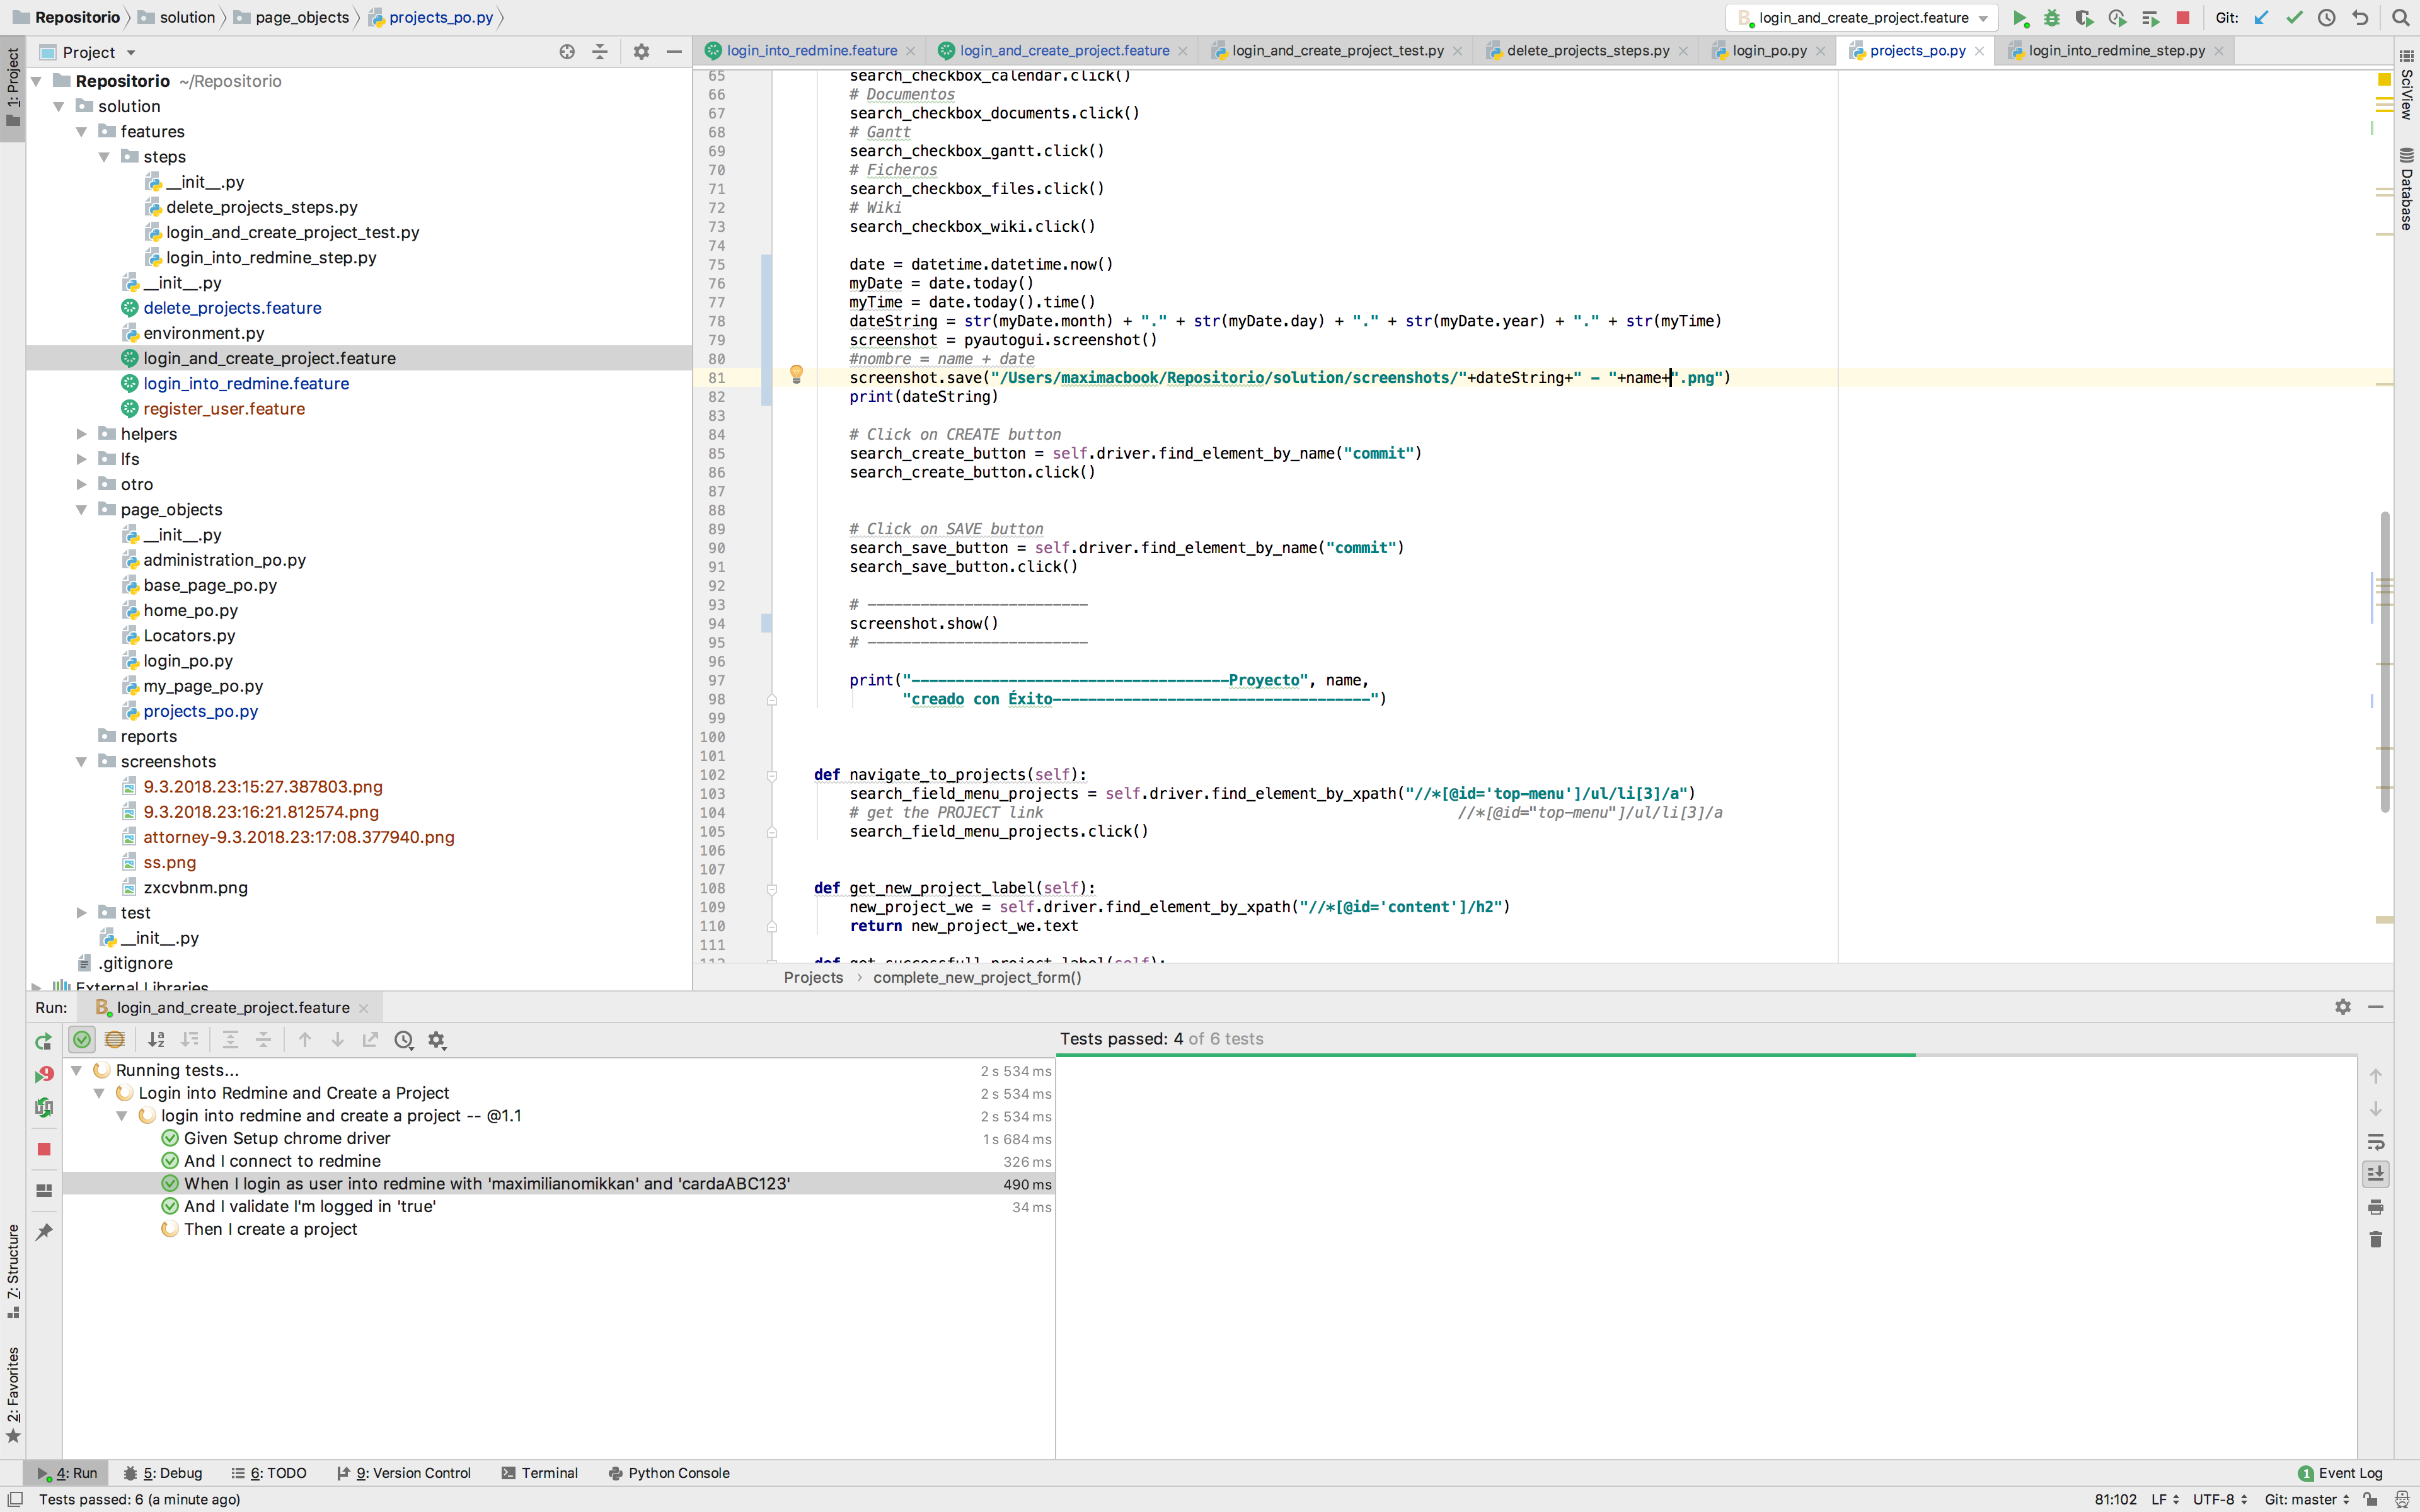 Repositorio solution page_objects projects_po.py login_and_create_project.feature Git:
1: Project
Project
login_into_redmine.feature login_and_create_project.feature login_and_create_project_test.py delete_projects_steps.py login_po.py projects_po.py login_into_redmine_step.py
Repositorio ~/Repositorio
solution
features
steps
__init__.py
delete_projects_steps.py
login_and_create_project_test.py
login_into_redmine_step.py
__init__.py
delete_projects.feature
environment.py
login_and_create_project.feature
login_into_redmine.feature
register_user.feature
helpers
lfs
otro
page_objects
__init__.py
administration_po.py
base_page_po.py
home_po.py
Locators.py
login_po.py
my_page_po.py
projects_po.py
reports
screenshots
9.3.2018.23:15:27.387803.png
9.3.2018.23:16:21.812574.png
attorney-9.3.2018.23:17:08.377940.png
ss.png
zxcvbnm.png
test
__init__.py
.gitignore
External Libraries
65 search_checkbox_calendar.click()
66 # Documentos
67 search_checkbox_documents.click()
68 # Gantt
69 search_checkbox_gantt.click()
70 # Ficheros
71 search_checkbox_files.click()
72 # Wiki
73 search_checkbox_wiki.click()
74
75 date = datetime.datetime.now()
76 myDate = date.today()
77 myTime = date.today().time()
78 dateString = str(myDate.month) + "." + str(myDate.day) + "." + str(myDate.year) + "." + str(myTime)
79 screenshot = pyautogui.screenshot()
80 #nombre = name + date
81 screenshot.save("/Users/maximacbook/Repositorio/solution/screenshots/"+dateString+" - "+name+".png")
82 print(dateString)
83
84 # Click on CREATE button
85 search_create_button = self.driver.find_element_by_name("commit")
86 search_create_button.click()
87
88
89 # Click on SAVE button
90 search_save_button = self.driver.find_element_by_name("commit")
91 search_save_button.click()
92
93 # -------------------------
94 screenshot.show()
95 # -------------------------
96
97 print("------------------------------------Proyecto", name,
98 "creado con Éxito------------------------------------")
99
100
101
102 def navigate_to_projects(self):
103 search_field_menu_projects = self.driver.find_element_by_xpath("//*[@id='top-menu']/ul/li[3]/a")
104 # get the PROJECT link //*[@id="top-menu"]/ul/li[3]/a
105 search_field_menu_projects.click()
106
107
108 def get_new_project_label(self):
109 new_project_we = self.driver.find_element_by_xpath("//*[@id='content']/h2")
110 return new_project_we.text
111
112 def get_successfull_project_label(self):
Projects › complete_new_project_form()
SciView
Database
Run: login_and_create_project.feature
Tests passed: 4 of 6 tests
Running tests... 2 s 534 ms
Login into Redmine and Create a Project 2 s 534 ms
login into redmine and create a project -- @1.1 2 s 534 ms
Given Setup chrome driver 1 s 684 ms
And I connect to redmine 326 ms
When I login as user into redmine with 'maximilianomikkan' and 'cardaABC123' 490 ms
And I validate I'm logged in 'true' 34 ms
Then I create a project
7: Structure
2: Favorites
4: Run 5: Debug 6: TODO 9: Version Control Terminal Python Console 1 Event Log
Tests passed: 6 (a minute ago) 81:102 LF UTF-8 Git: master